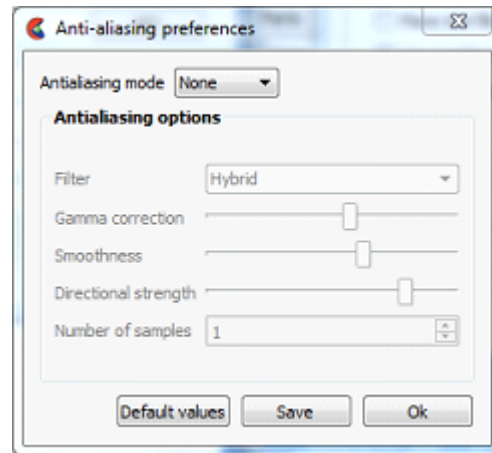 Anti-aliasing preferences
Antialiasing mode None
Antialiasing options
Filter Hybrid
Gamma correction
Smoothness
Directional strength
Number of samples 1
Default values Save Ok